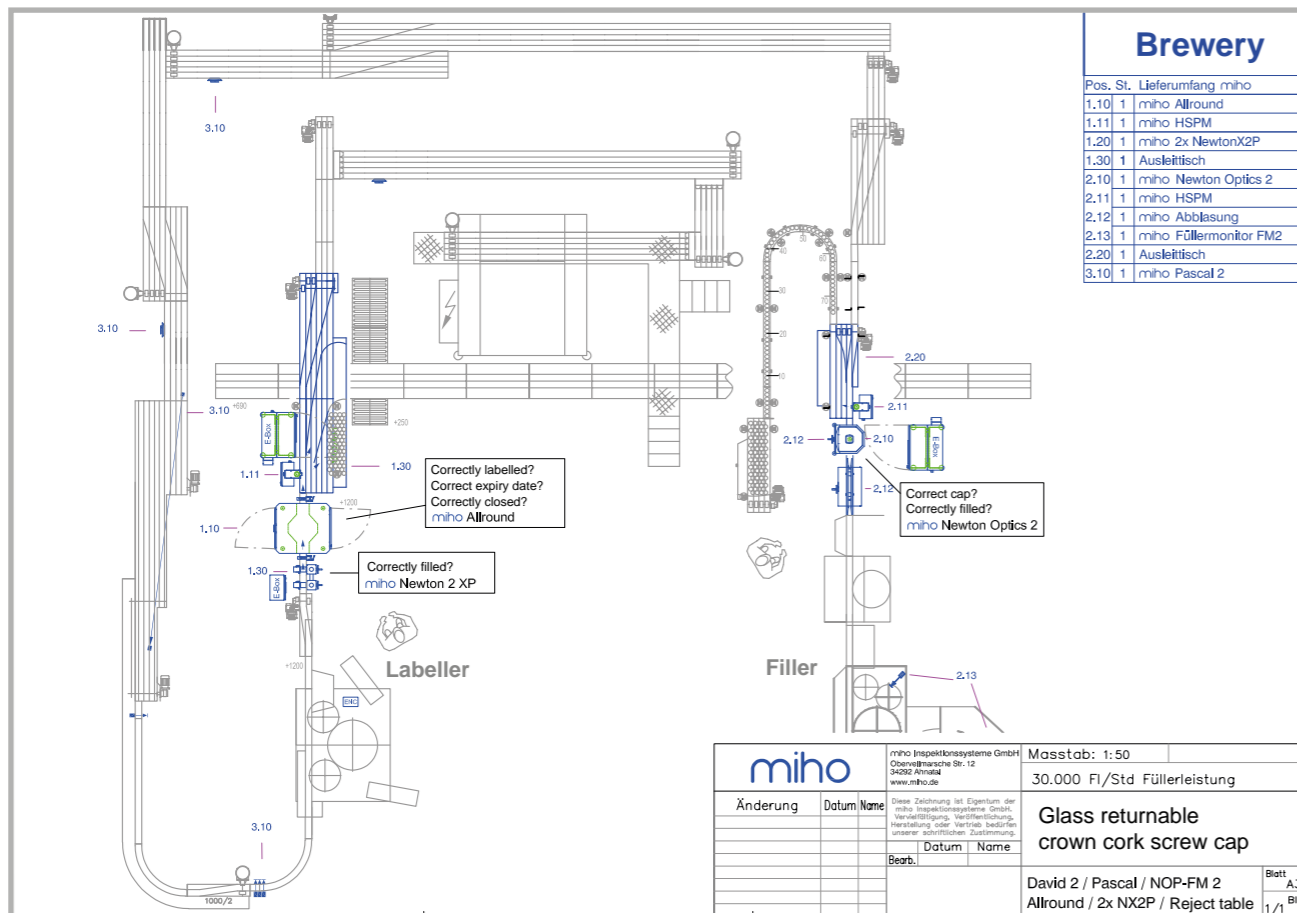 Brewery
Pos. St. Lieferumfang miho
1.10 1 miho Allround
1.11 1 miho HSPM
1.20 1 miho 2x NewtonX2P
1.30 1 Ausleittisch
2.10 1 miho Newton Optics 2
2.11 1 miho HSPM
2.12 1 miho Abblasung
2.13 1 miho Füllermonitor FM2
2.20 1 Ausleittisch
3.10 1 miho Pascal 2
3.10
3.10
3.10
+690
+250
E-Box
1.11
1.30
1.10
+1200
Correctly labelled?
Correct expiry date?
Correctly closed?
miho Allround
1.30
E-Box
Correctly filled?
miho Newton 2 XP
+1200
Labeller
ENC
3.10
1000/2
10
20
30
40
50
60
70
2.20
2.11
2.12
2.10
E-Box
2.12
Correct cap?
Correctly filled?
miho Newton Optics 2
Filler
2.13
miho
miho Inspektionssysteme GmbH
Obervellmarsche Str. 12
34292 Ahnatal
www.miho.de
Masstab: 1:50
30.000 Fl/Std Füllerleistung
Änderung Datum Name
Diese Zeichnung ist Eigentum der
miho Inspektionssysteme GmbH.
Vervielfältigung, Veröffentlichung,
Herstellung oder Vertrieb bedürfen
unserer schriftlichen Zustimmung.
Datum Name
Bearb.
Glass returnable
crown cork screw cap
David 2 / Pascal / NOP-FM 2
Allround / 2x NX2P / Reject table
Blatt
1/1